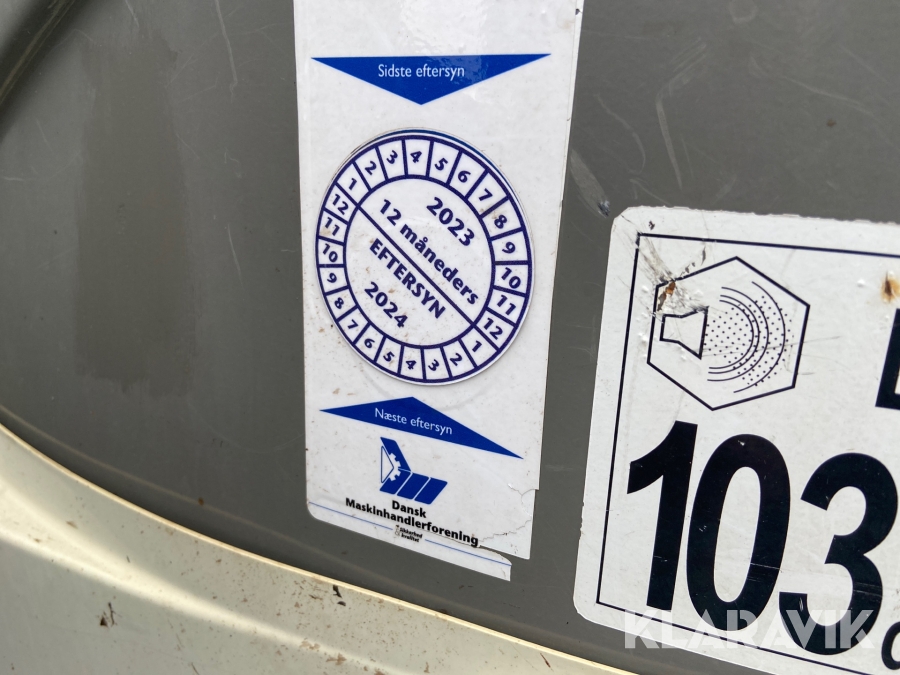 Sidste eftersyn
1 2 3 4 5 6 7 8 9 10 11 12
2023
12 måneders
EFTERSYN
2024
1 2 3 4 5 6 7 8 9 10 11 12
Næste eftersyn
Dansk
Maskinhandlerforening
103
KLARAVIK